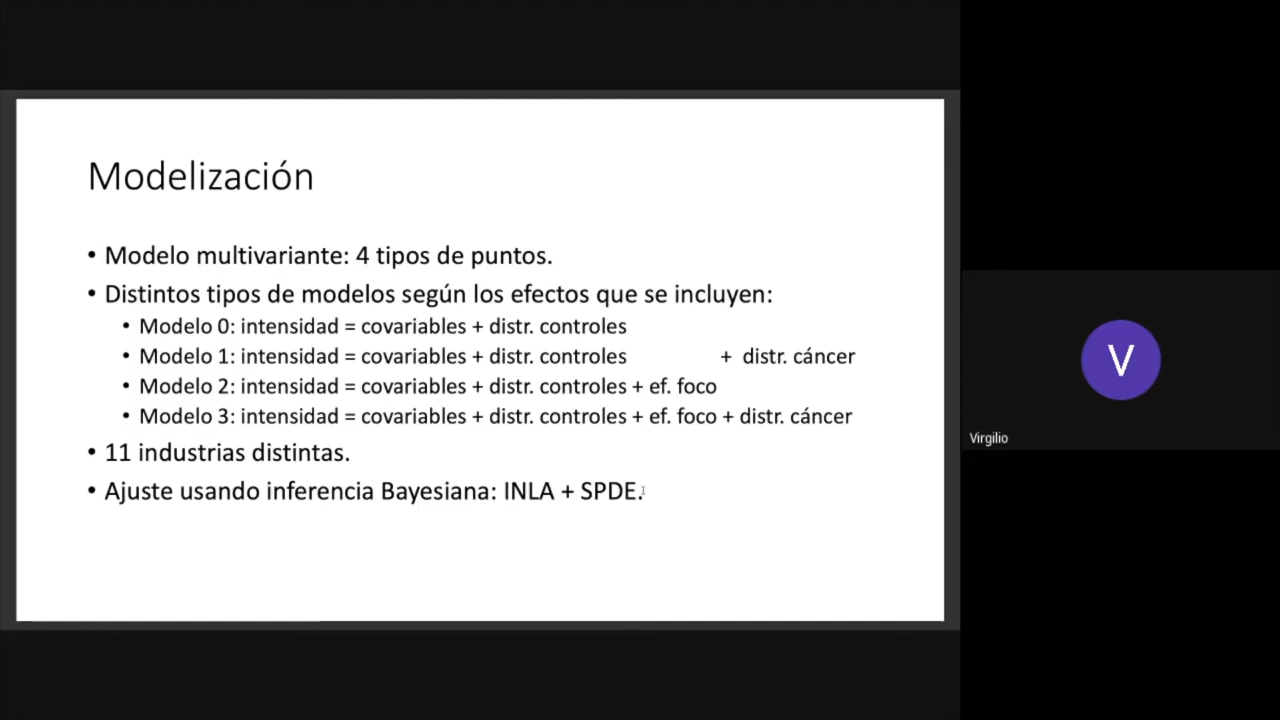 Modelización
• Modelo multivariante: 4 tipos de puntos.
• Distintos tipos de modelos según los efectos que se incluyen:
• Modelo 0: intensidad = covariables + distr. controles
• Modelo 1: intensidad = covariables + distr. controles + distr. cáncer
• Modelo 2: intensidad = covariables + distr. controles + ef. foco
• Modelo 3: intensidad = covariables + distr. controles + ef. foco + distr. cáncer
• 11 industrias distintas.
• Ajuste usando inferencia Bayesiana: INLA + SPDE.
V
Virgilio